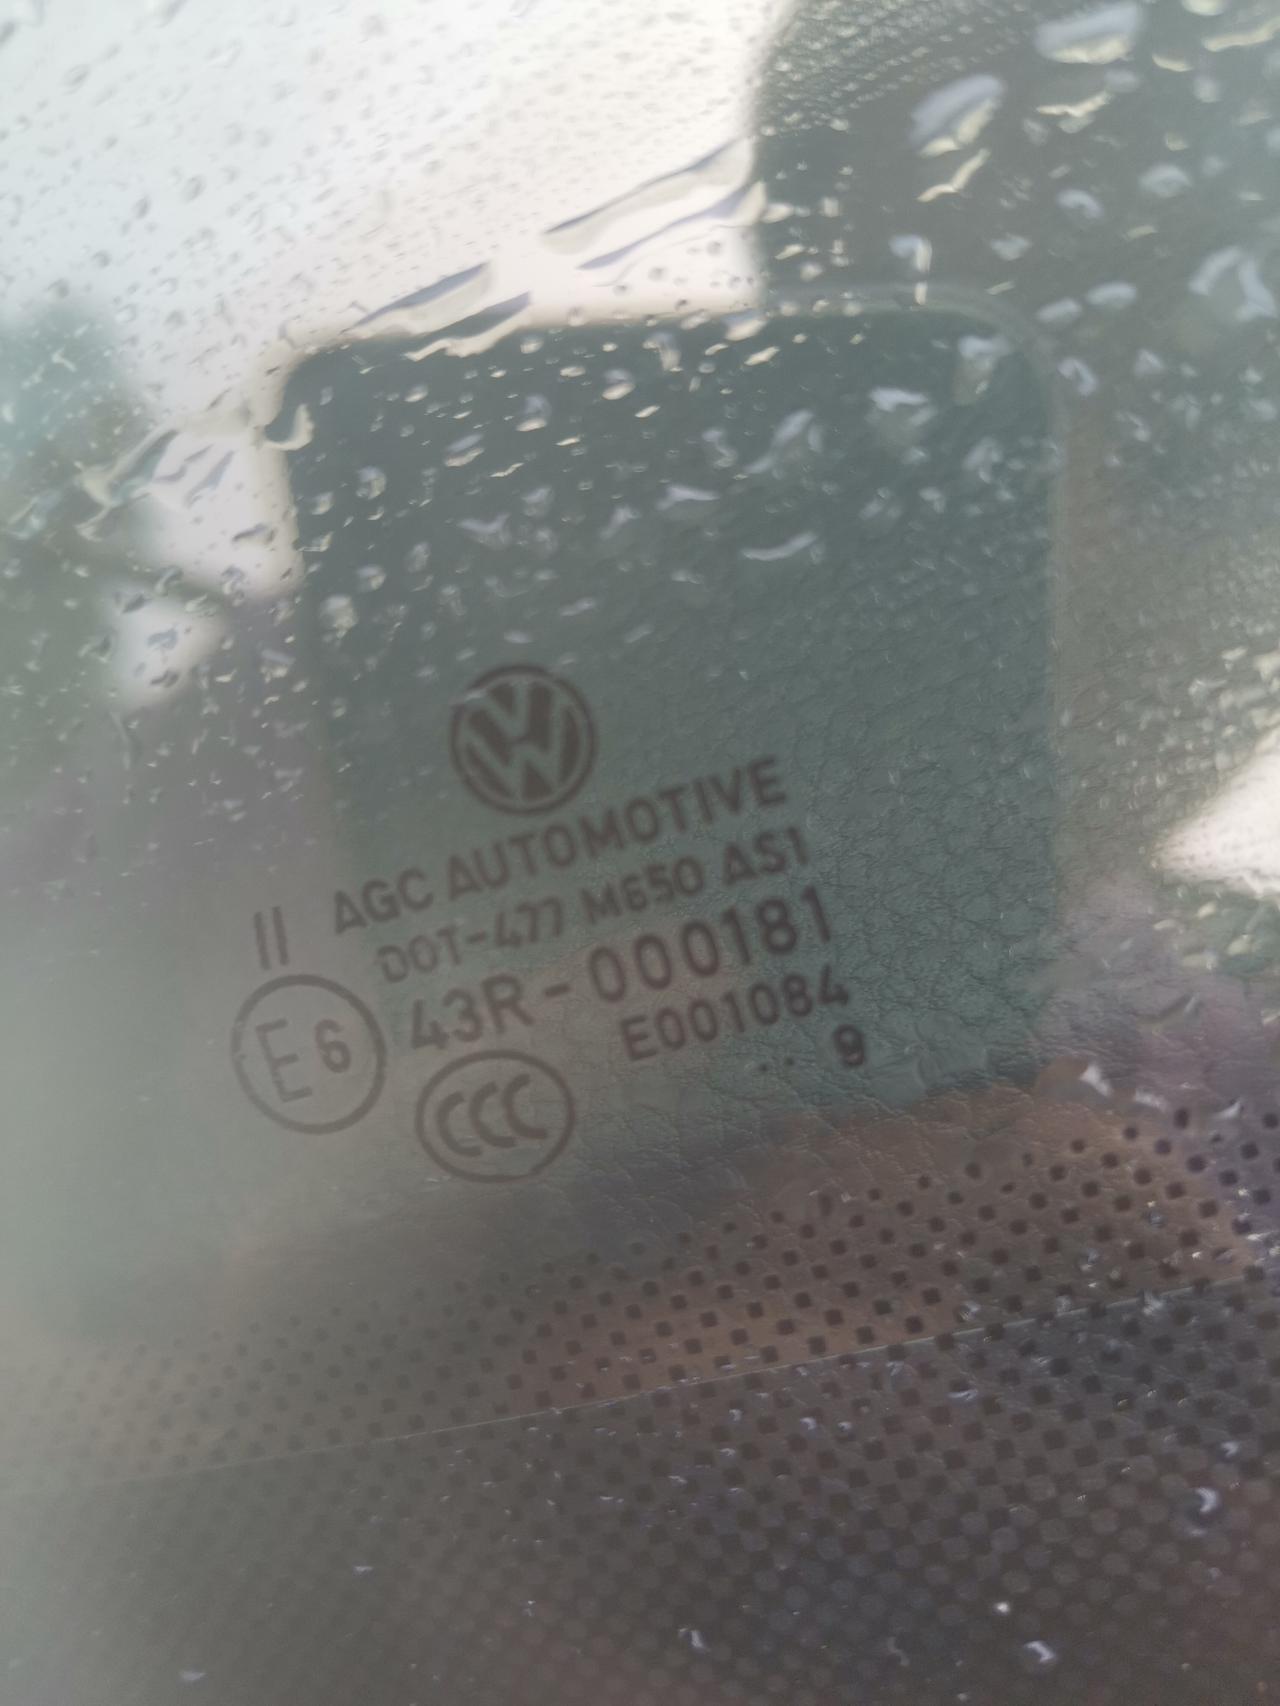 AGC AUTOMOTIVE
DOT-477 M650 AS1
II 43R-000181
E6 E001084
CCC .. 9